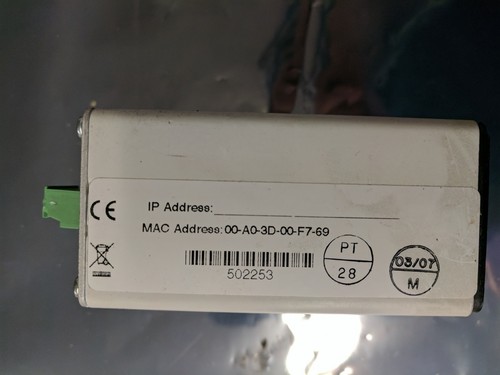 CE
IP Address:
MAC Address: 00-A0-3D-00-F7-69
502253
PT
28
03/07
M